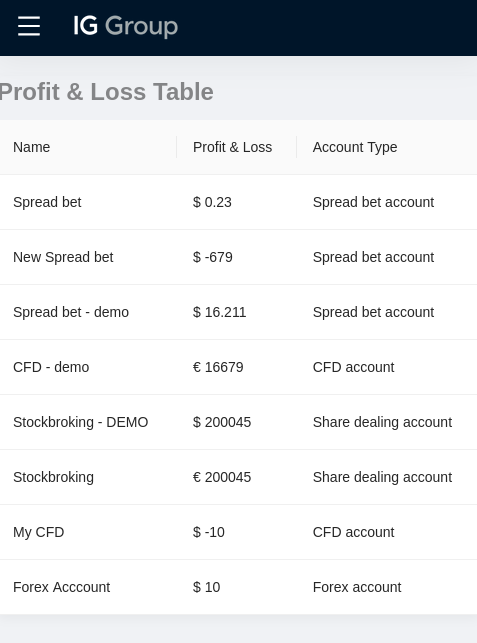 IG Group
Profit & Loss Table
Name Profit & Loss Account Type
Spread bet $ 0.23 Spread bet account
New Spread bet $ -679 Spread bet account
Spread bet - demo $ 16.211 Spread bet account
CFD - demo € 16679 CFD account
Stockbroking - DEMO $ 200045 Share dealing account
Stockbroking € 200045 Share dealing account
My CFD $ -10 CFD account
Forex Acccount $ 10 Forex account